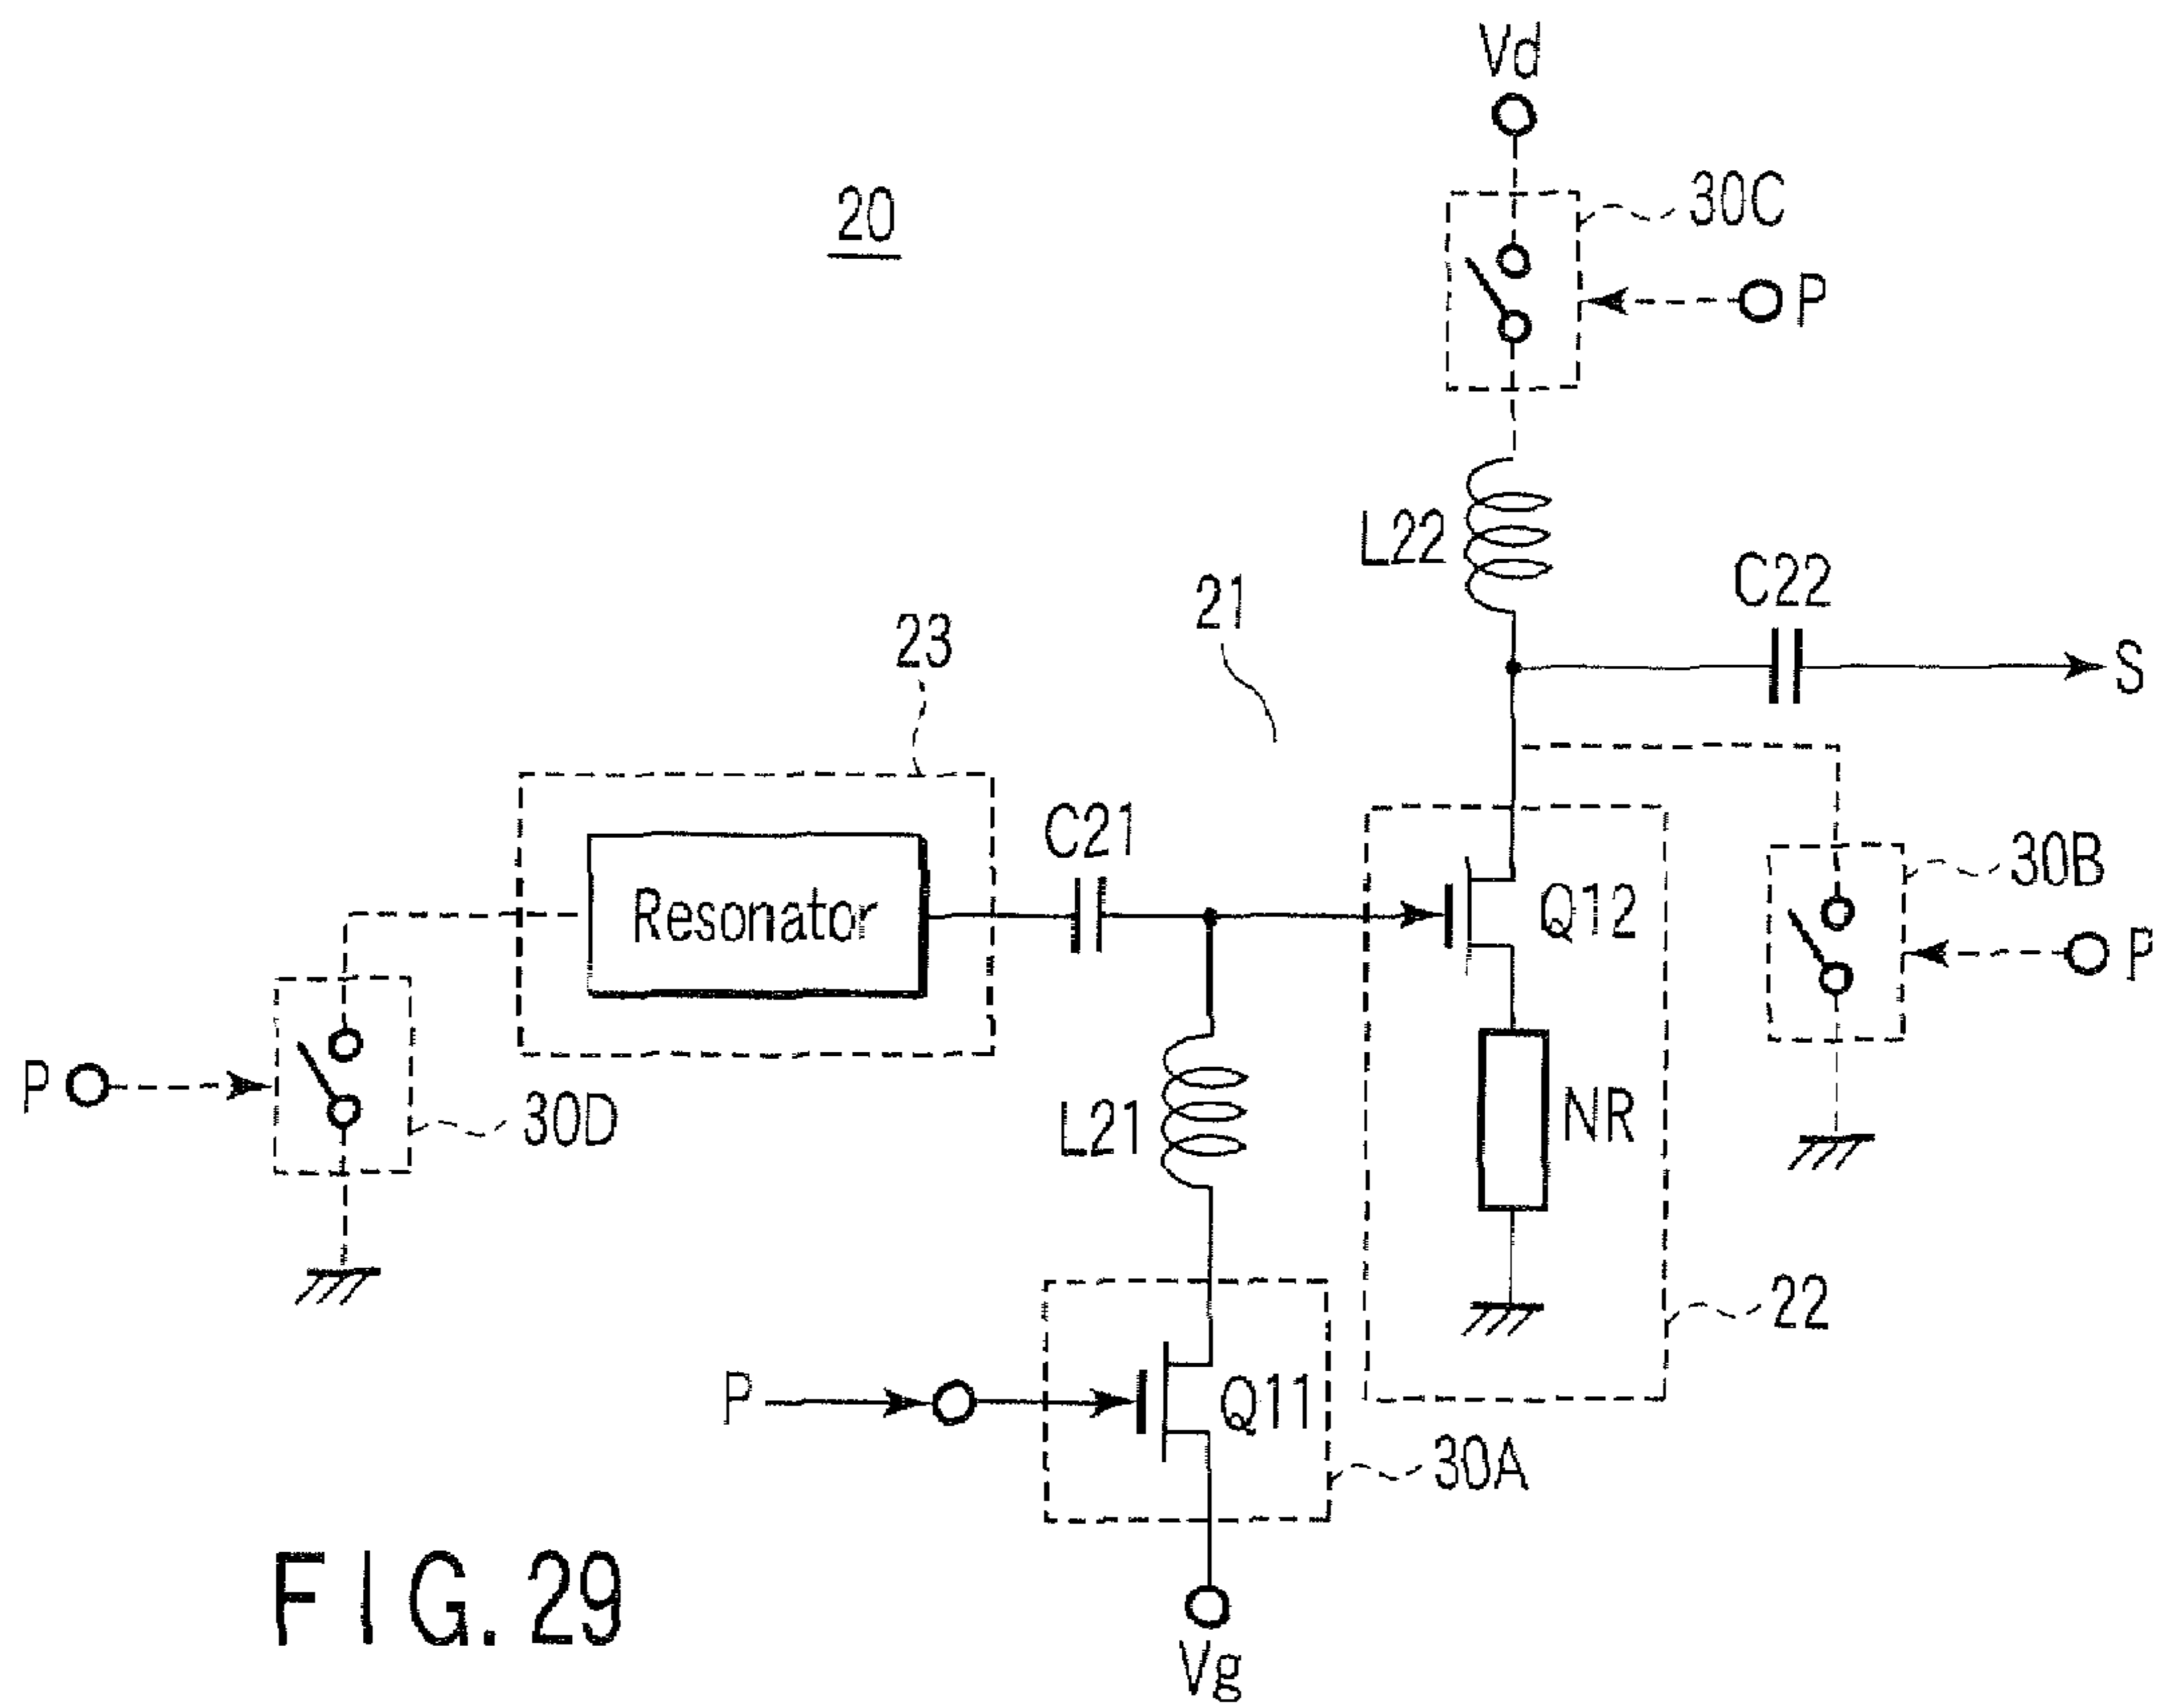 Vd
20
30C
P
L22
C22
21
S
23
C21
30B
Resonator
Q12
P
P
30D
L21
NR
22
P
Q11
30A
FIG.29
Vg